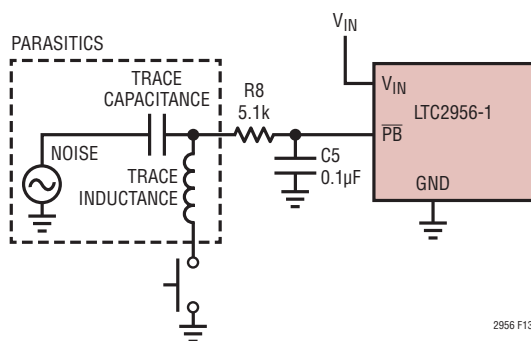 PARASITICS
TRACE
CAPACITANCE
NOISE
TRACE
INDUCTANCE
R8
5.1k
C5
0.1µF
VIN
VIN
LTC2956-1
PB
GND
2956 F13